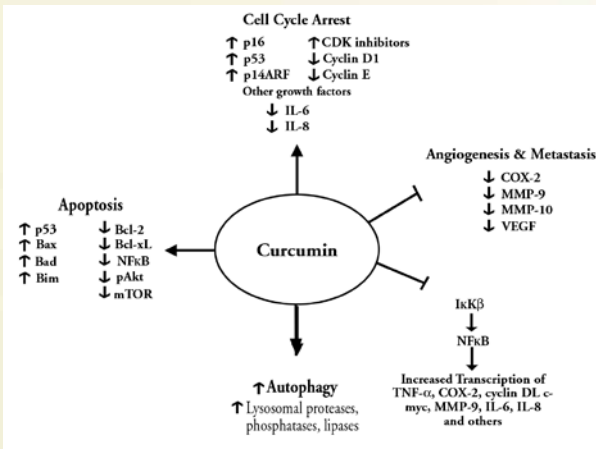 Cell Cycle Arrest
↑ p16 ↑ CDK inhibitors
↑ p53 ↓ Cyclin D1
↑ p14ARF ↓ Cyclin E
Other growth factors
↓ IL-6
↓ IL-8
Angiogenesis & Metastasis
↓ COX-2
↓ MMP-9
↓ MMP-10
↓ VEGF
Apoptosis
↑ p53 ↓ Bcl-2
↑ Bax ↓ Bcl-xL
↑ Bad ↓ NFκB
↑ Bim ↓ pAkt
↓ mTOR
Curcumin
IκKβ
↓
NFκB
↓
Increased Transcription of
TNF-α, COX-2, cyclin DL c-
myc, MMP-9, IL-6, IL-8
and others
↑ Autophagy
↑ Lysosomal proteases,
phosphatases, lipases